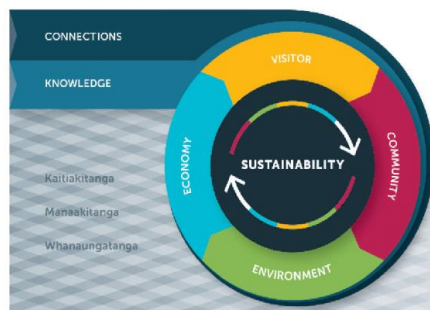 CONNECTIONS
KNOWLEDGE
Kaitiakitanga
Manaakitanga
Whanaungatanga
VISITOR
ECONOMY
SUSTAINABILITY
COMMUNITY
ENVIRONMENT